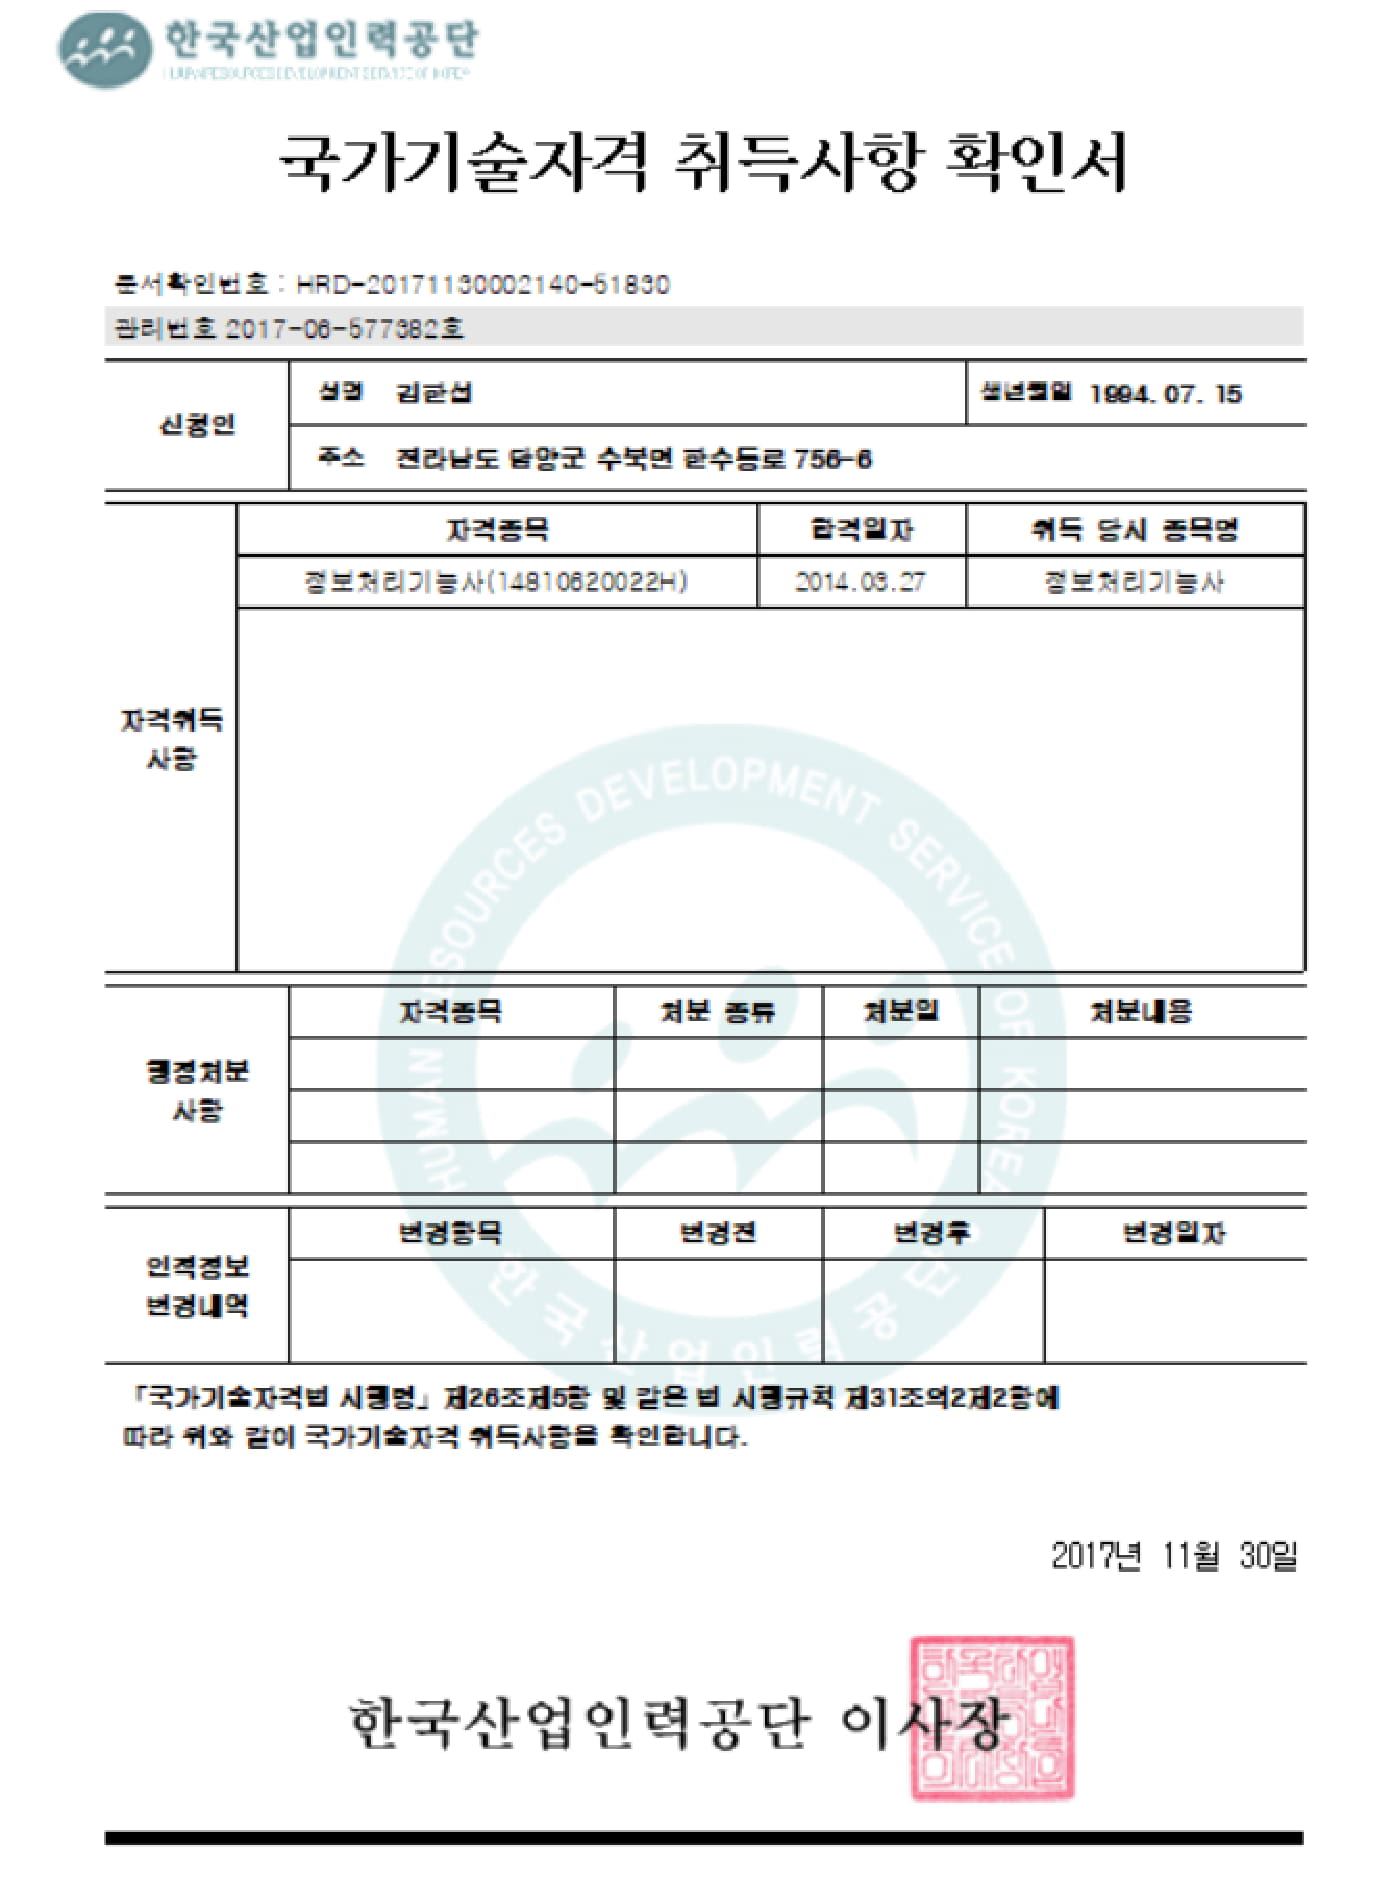 한국산업인력공단
HUMAN RESOURCES DEVELOPMENT SERVICE OF KOREA
국가기술자격 취득사항 확인서
문서확인번호 : HRD-20171130002140-51830
관리번호 2017-06-577382호
신청인
성명 김한섭
생년월일 1994. 07. 15
주소 전라남도 담양군 수북면 한수동로 756-6
자격취득
사항
자격종목 합격일자 취득 당시 종목명
정보처리기능사(14810620022H) 2014.03.27 정보처리기능사
행정처분
사항
자격종목 처분 종류 처분일 처분내용
인적정보
변경내역
변경항목 변경전 변경후 변경일자
「국가기술자격법 시행령」 제26조제5항 및 같은 법 시행규칙 제31조의2제2항에
따라 위와 같이 국가기술자격 취득사항을 확인합니다.
HUMAN RESOURCES DEVELOPMENT SERVICE OF KOREA
한국산업인력공단
2017년 11월 30일
한국산업인력공단 이사장